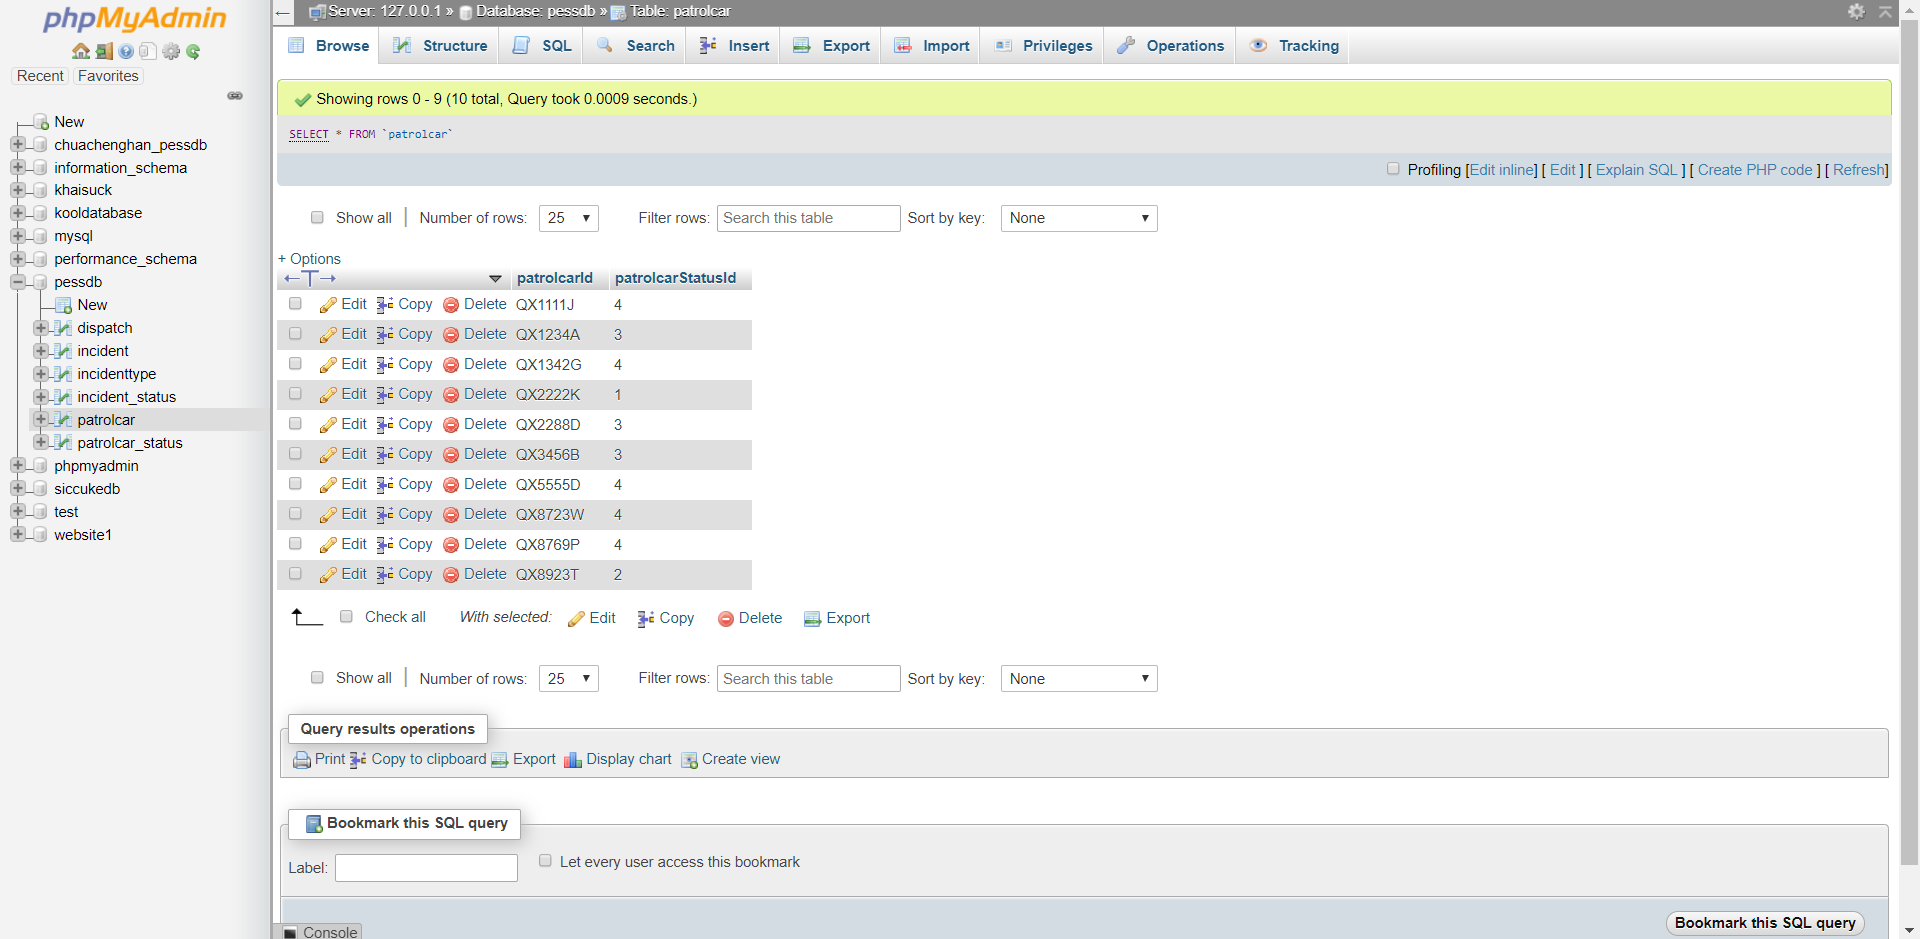 phpMyAdmin
Recent Favorites
New
chuachenghan_pessdb
information_schema
khaisuck
kooldatabase
mysql
performance_schema
pessdb
New
dispatch
incident
incidenttype
incident_status
patrolcar
patrolcar_status
phpmyadmin
siccukedb
test
website1
Server: 127.0.0.1 » Database: pessdb » Table: patrolcar
Browse Structure SQL Search Insert Export Import Privileges Operations Tracking
Showing rows 0 - 9 (10 total, Query took 0.0009 seconds.)
SELECT * FROM `patrolcar`
Profiling [Edit inline] [ Edit ] [ Explain SQL ] [ Create PHP code ] [ Refresh]
Show all | Number of rows: 25 Filter rows: Search this table Sort by key: None
+ Options
←T→ patrolcarId patrolcarStatusId
Edit Copy Delete QX1111J 4
Edit Copy Delete QX1234A 3
Edit Copy Delete QX1342G 4
Edit Copy Delete QX2222K 1
Edit Copy Delete QX2288D 3
Edit Copy Delete QX3456B 3
Edit Copy Delete QX5555D 4
Edit Copy Delete QX8723W 4
Edit Copy Delete QX8769P 4
Edit Copy Delete QX8923T 2
Check all With selected: Edit Copy Delete Export
Show all | Number of rows: 25 Filter rows: Search this table Sort by key: None
Query results operations
Print Copy to clipboard Export Display chart Create view
Bookmark this SQL query
Label: Let every user access this bookmark
Bookmark this SQL query
Console